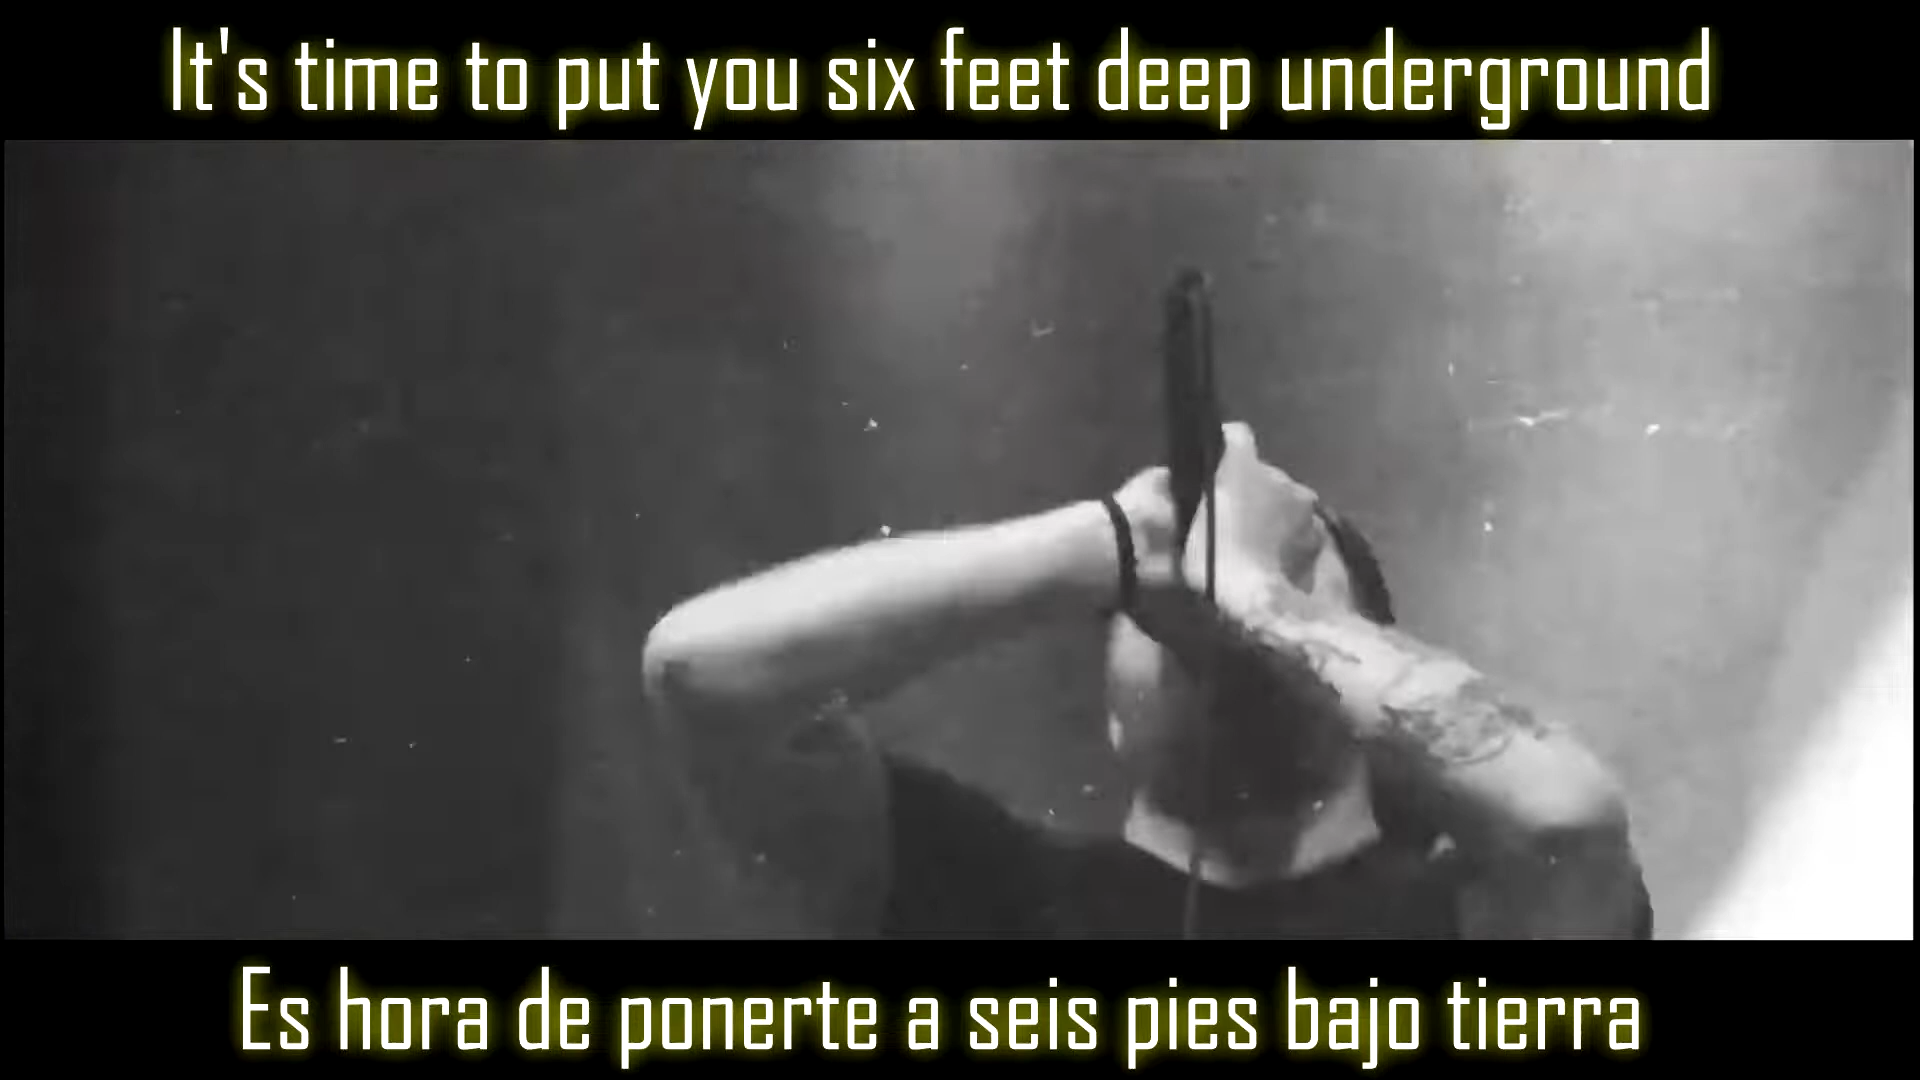 It's time to put you six feet deep underground
Es hora de ponerte a seis pies bajo tierra